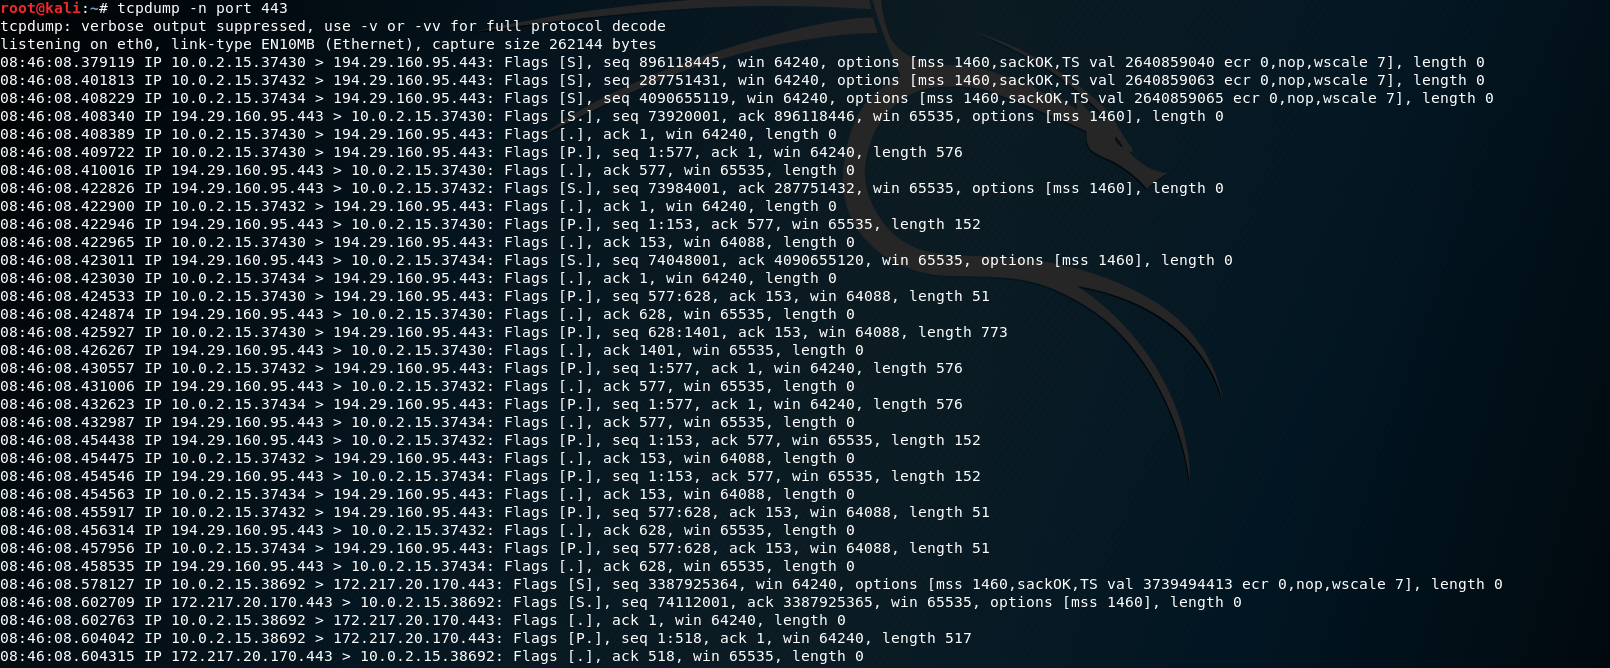 root@kali:~# tcpdump -n port 443
tcpdump: verbose output suppressed, use -v or -vv for full protocol decode
listening on eth0, link-type EN10MB (Ethernet), capture size 262144 bytes
08:46:08.379119 IP 10.0.2.15.37430 > 194.29.160.95.443: Flags [S], seq 896118445, win 64240, options [mss 1460,sackOK,TS val 2640859040 ecr 0,nop,wscale 7], length 0
08:46:08.401813 IP 10.0.2.15.37432 > 194.29.160.95.443: Flags [S], seq 287751431, win 64240, options [mss 1460,sackOK,TS val 2640859063 ecr 0,nop,wscale 7], length 0
08:46:08.408229 IP 10.0.2.15.37434 > 194.29.160.95.443: Flags [S], seq 4090655119, win 64240, options [mss 1460,sackOK,TS val 2640859065 ecr 0,nop,wscale 7], length 0
08:46:08.408340 IP 194.29.160.95.443 > 10.0.2.15.37430: Flags [S.], seq 73920001, ack 896118446, win 65535, options [mss 1460], length 0
08:46:08.408389 IP 10.0.2.15.37430 > 194.29.160.95.443: Flags [.], ack 1, win 64240, length 0
08:46:08.409722 IP 10.0.2.15.37430 > 194.29.160.95.443: Flags [P.], seq 1:577, ack 1, win 64240, length 576
08:46:08.410016 IP 194.29.160.95.443 > 10.0.2.15.37430: Flags [.], ack 577, win 65535, length 0
08:46:08.422826 IP 194.29.160.95.443 > 10.0.2.15.37432: Flags [S.], seq 73984001, ack 287751432, win 65535, options [mss 1460], length 0
08:46:08.422900 IP 10.0.2.15.37432 > 194.29.160.95.443: Flags [.], ack 1, win 64240, length 0
08:46:08.422946 IP 194.29.160.95.443 > 10.0.2.15.37430: Flags [P.], seq 1:153, ack 577, win 65535, length 152
08:46:08.422965 IP 10.0.2.15.37430 > 194.29.160.95.443: Flags [.], ack 153, win 64088, length 0
08:46:08.423011 IP 194.29.160.95.443 > 10.0.2.15.37434: Flags [S.], seq 74048001, ack 4090655120, win 65535, options [mss 1460], length 0
08:46:08.423030 IP 10.0.2.15.37434 > 194.29.160.95.443: Flags [.], ack 1, win 64240, length 0
08:46:08.424533 IP 10.0.2.15.37430 > 194.29.160.95.443: Flags [P.], seq 577:628, ack 153, win 64088, length 51
08:46:08.424874 IP 194.29.160.95.443 > 10.0.2.15.37430: Flags [.], ack 628, win 65535, length 0
08:46:08.425927 IP 10.0.2.15.37430 > 194.29.160.95.443: Flags [P.], seq 628:1401, ack 153, win 64088, length 773
08:46:08.426267 IP 194.29.160.95.443 > 10.0.2.15.37430: Flags [.], ack 1401, win 65535, length 0
08:46:08.430557 IP 10.0.2.15.37432 > 194.29.160.95.443: Flags [P.], seq 1:577, ack 1, win 64240, length 576
08:46:08.431006 IP 194.29.160.95.443 > 10.0.2.15.37432: Flags [.], ack 577, win 65535, length 0
08:46:08.432623 IP 10.0.2.15.37434 > 194.29.160.95.443: Flags [P.], seq 1:577, ack 1, win 64240, length 576
08:46:08.432987 IP 194.29.160.95.443 > 10.0.2.15.37434: Flags [.], ack 577, win 65535, length 0
08:46:08.454438 IP 194.29.160.95.443 > 10.0.2.15.37432: Flags [P.], seq 1:153, ack 577, win 65535, length 152
08:46:08.454475 IP 10.0.2.15.37432 > 194.29.160.95.443: Flags [.], ack 153, win 64088, length 0
08:46:08.454546 IP 194.29.160.95.443 > 10.0.2.15.37434: Flags [P.], seq 1:153, ack 577, win 65535, length 152
08:46:08.454563 IP 10.0.2.15.37434 > 194.29.160.95.443: Flags [.], ack 153, win 64088, length 0
08:46:08.455917 IP 10.0.2.15.37432 > 194.29.160.95.443: Flags [P.], seq 577:628, ack 153, win 64088, length 51
08:46:08.456314 IP 194.29.160.95.443 > 10.0.2.15.37432: Flags [.], ack 628, win 65535, length 0
08:46:08.457956 IP 10.0.2.15.37434 > 194.29.160.95.443: Flags [P.], seq 577:628, ack 153, win 64088, length 51
08:46:08.458535 IP 194.29.160.95.443 > 10.0.2.15.37434: Flags [.], ack 628, win 65535, length 0
08:46:08.578127 IP 10.0.2.15.38692 > 172.217.20.170.443: Flags [S], seq 3387925364, win 64240, options [mss 1460,sackOK,TS val 3739494413 ecr 0,nop,wscale 7], length 0
08:46:08.602709 IP 172.217.20.170.443 > 10.0.2.15.38692: Flags [S.], seq 74112001, ack 3387925365, win 65535, options [mss 1460], length 0
08:46:08.602763 IP 10.0.2.15.38692 > 172.217.20.170.443: Flags [.], ack 1, win 64240, length 0
08:46:08.604042 IP 10.0.2.15.38692 > 172.217.20.170.443: Flags [P.], seq 1:518, ack 1, win 64240, length 517
08:46:08.604315 IP 172.217.20.170.443 > 10.0.2.15.38692: Flags [.], ack 518, win 65535, length 0